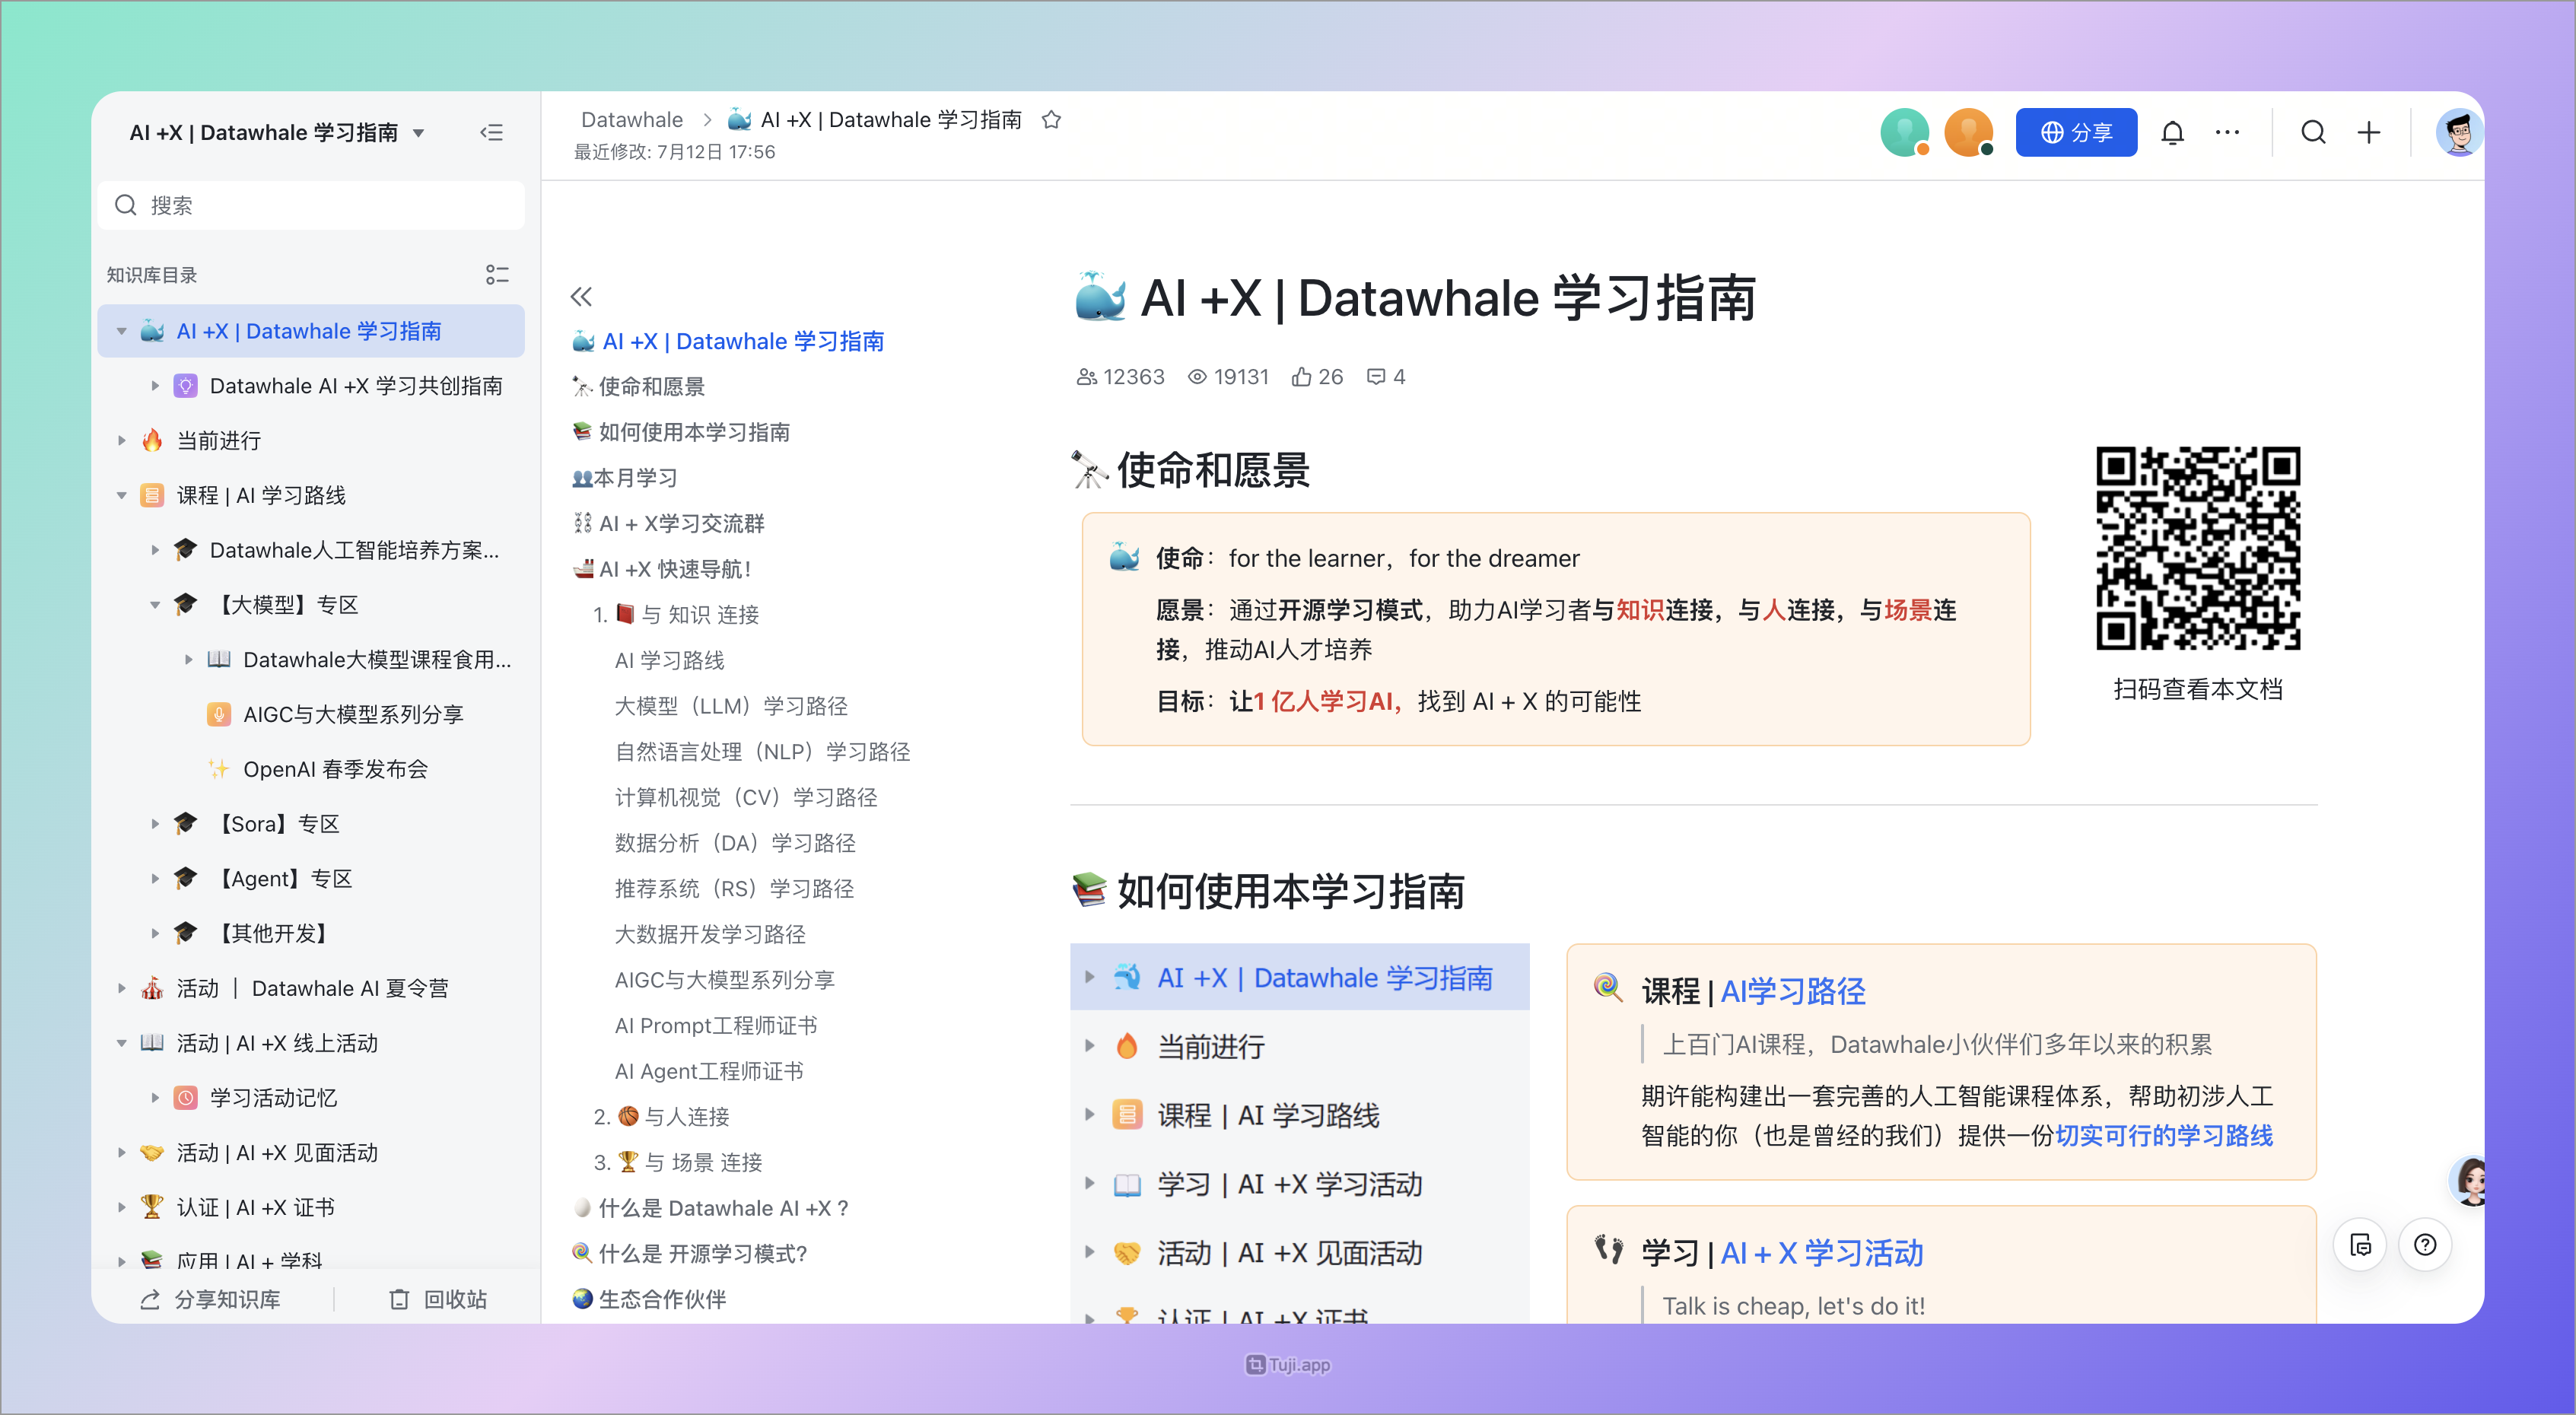 AI +X | Datawhale 学习指南
搜索
知识库目录
AI +X | Datawhale 学习指南
Datawhale AI +X 学习共创指南
当前进行
课程 | AI 学习路线
Datawhale人工智能培养方案...
【大模型】专区
Datawhale大模型课程食用...
AIGC与大模型系列分享
OpenAI 春季发布会
【Sora】专区
【Agent】专区
【其他开发】
活动 ｜ Datawhale AI 夏令营
活动 | AI +X 线上活动
学习活动记忆
活动 | AI +X 见面活动
认证 | AI +X 证书
应用 | AI + 学科
分享知识库
回收站
Datawhale
AI +X | Datawhale 学习指南
最近修改: 7月12日 17:56
分享
AI +X | Datawhale 学习指南
使命和愿景
如何使用本学习指南
本月学习
AI + X学习交流群
AI +X 快速导航！
1. 与 知识 连接
AI 学习路线
大模型（LLM）学习路径
自然语言处理（NLP）学习路径
计算机视觉（CV）学习路径
数据分析（DA）学习路径
推荐系统（RS）学习路径
大数据开发学习路径
AIGC与大模型系列分享
AI Prompt工程师证书
AI Agent工程师证书
2. 与人连接
3. 与 场景 连接
什么是 Datawhale AI +X ?
什么是 开源学习模式?
生态合作伙伴
AI +X | Datawhale 学习指南
12363 19131 26 4
使命和愿景
使命：for the learner，for the dreamer
愿景：通过开源学习模式，助力AI学习者与知识连接，与人连接，与场景连
接，推动AI人才培养
目标：让1 亿人学习AI，找到 AI + X 的可能性
扫码查看本文档
如何使用本学习指南
AI +X | Datawhale 学习指南
当前进行
课程 | AI 学习路线
学习 | AI +X 学习活动
活动 | AI +X 见面活动
认证 | AI +X 证书
课程 | AI学习路径
上百门AI课程，Datawhale小伙伴们多年以来的积累
期许能构建出一套完善的人工智能课程体系，帮助初涉人工
智能的你（也是曾经的我们）提供一份切实可行的学习路线
学习 | AI + X 学习活动
Talk is cheap, let's do it!
Tuji.app